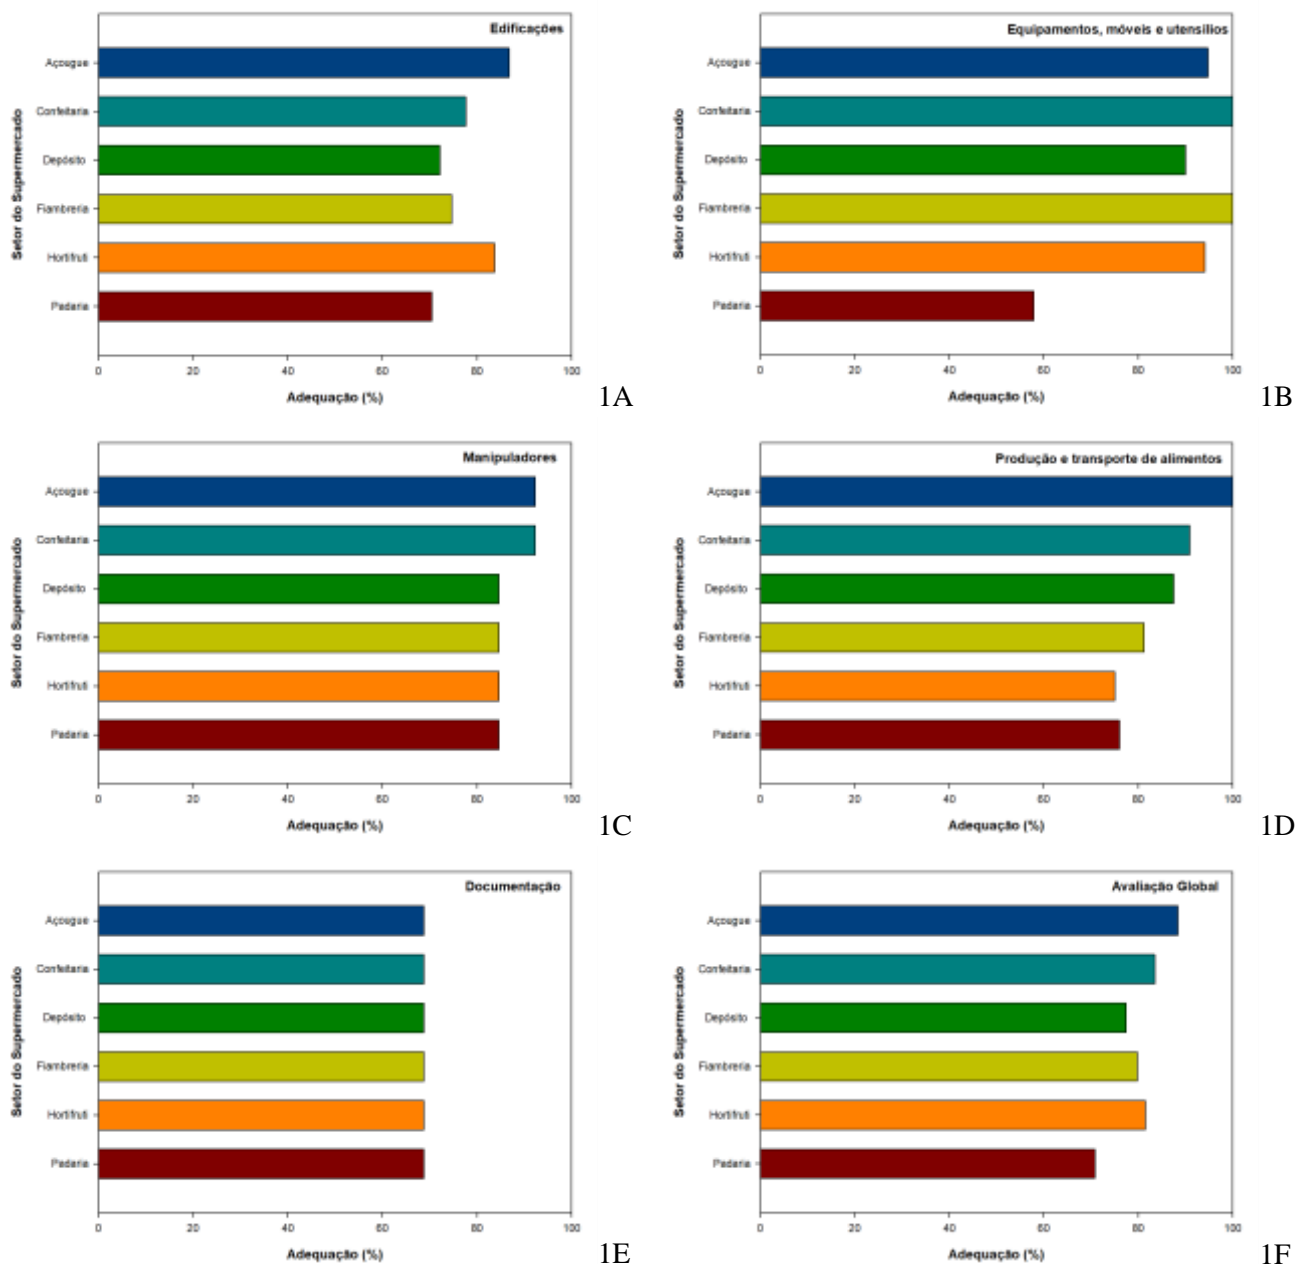 Edificações
Setor do Supermercado
Açougue
Confeitaria
Depósito
Fiambreria
Hortifruti
Padaria
0 20 40 60 80 100
Adequação (%)
1A
Equipamentos, móveis e utensílios
Setor do Supermercado
Açougue
Confeitaria
Depósito
Fiambreria
Hortifruti
Padaria
0 20 40 60 80 100
Adequação (%)
1B
Manipuladores
Setor do Supermercado
Açougue
Confeitaria
Depósito
Fiambreria
Hortifruti
Padaria
0 20 40 60 80 100
Adequação (%)
1C
Produção e transporte de alimentos
Setor do Supermercado
Açougue
Confeitaria
Depósito
Fiambreria
Hortifruti
Padaria
0 20 40 60 80 100
Adequação (%)
1D
Documentação
Setor do Supermercado
Açougue
Confeitaria
Depósito
Fiambreria
Hortifruti
Padaria
0 20 40 60 80 100
Adequação (%)
1E
Avaliação Global
Setor do Supermercado
Açougue
Confeitaria
Depósito
Fiambreria
Hortifruti
Padaria
0 20 40 60 80 100
Adequação (%)
1F